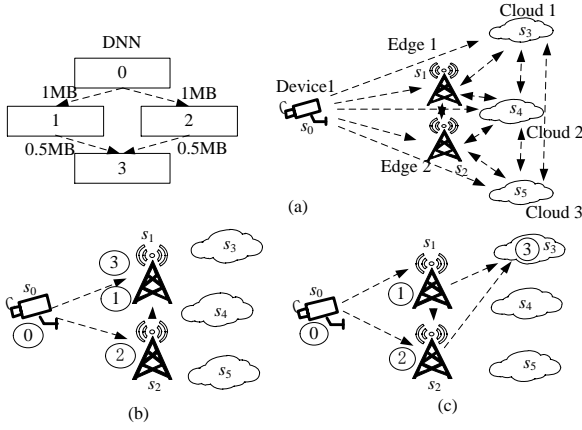 DNN
0
1MB
1MB
1
2
0.5MB
0.5MB
3
Cloud 1
s3
Edge 1
s1
Device1
s0
s4
Cloud 2
Edge 2
s2
s5
Cloud 3
(a)
s1
s3
s0
3
1
0
s4
2
s2
s5
(b)
s1
3
s3
s0
1
0
s4
2
s2
s5
(c)